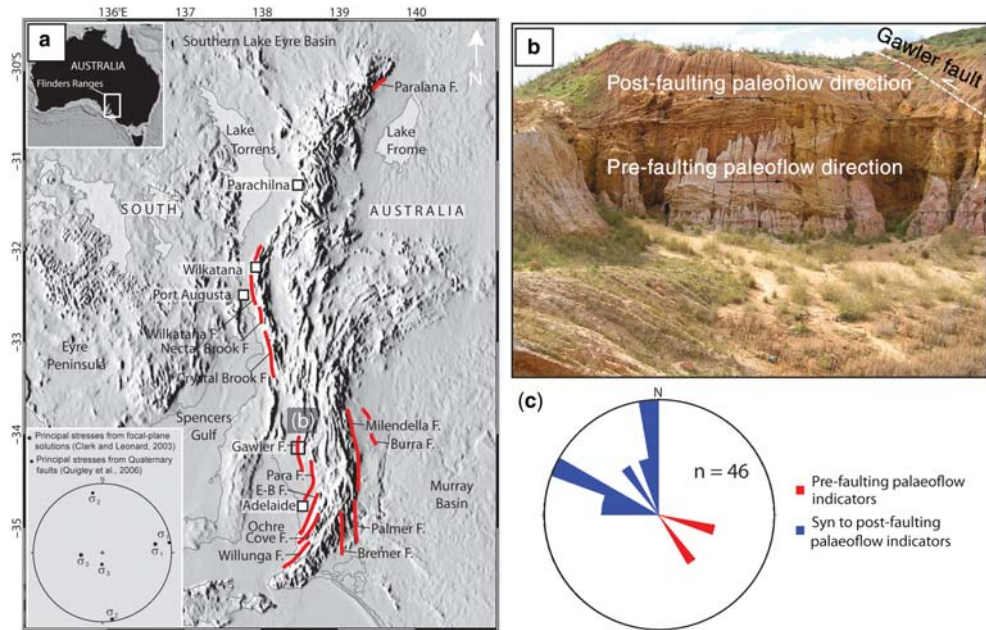 136°E 137 138 139 140
a
AUSTRALIA
Flinders Ranges
Southern Lake Eyre Basin
N
-30°S
Paralana F.
Lake
Torrens
Lake
Frome
-31
Parachilna
SOUTH
AUSTRALIA
-32
Wilkatana
Port Augusta
Wilkatana F.
-33
Nectar Brook F
Eyre
Peninsula
Crystal Brook F
Spencers
Gulf
(b)
Milendella F.
-34
Burra F.
Gawler F.
Para F.
E-B F.
Murray
Basin
Adelaide
-35
Ochre
Cove F.
Palmer F.
Willunga F.
Bremer F.
Principal stresses from focal-plane
solutions (Clark and Leonard, 2003)
Principal stresses from Quaternary
faults (Quigley et al., 2006)
σ2
σ
σ1
σ3
σ3
σ2
b
Gawler fault
Post-faulting paleoflow direction
Pre-faulting paleoflow direction
(c)
N
n = 46
Pre-faulting palaeoflow
indicators
Syn to post-faulting
palaeoflow indicators